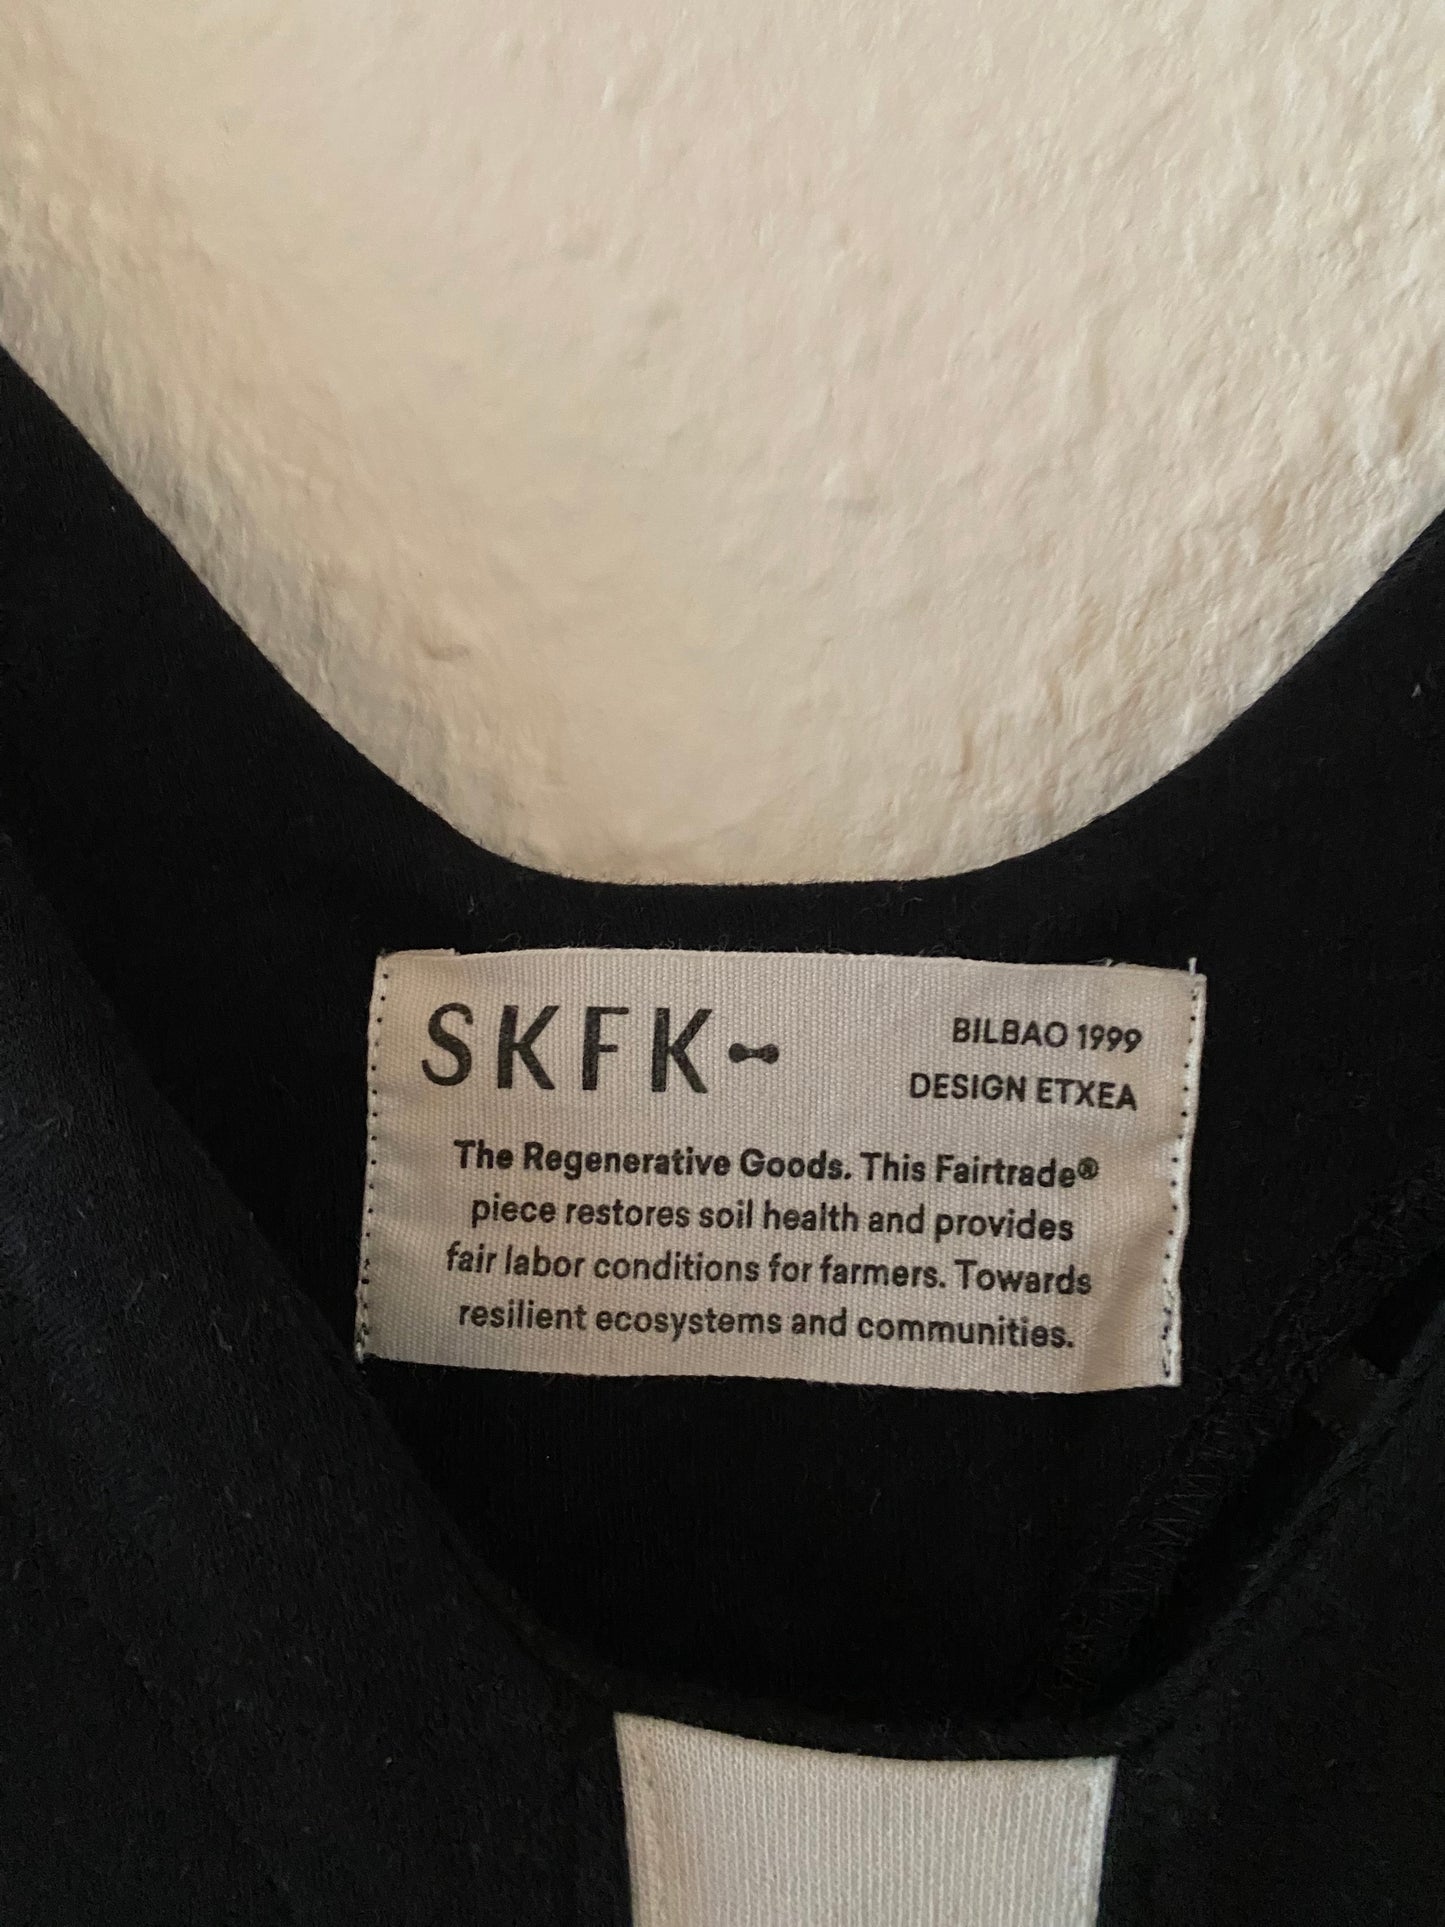 SKFK
BILBAO 1999
DESIGN ETXEA
The Regenerative Goods. This Fairtrade®
piece restores soil health and provides
fair labor conditions for farmers. Towards
resilient ecosystems and communities.